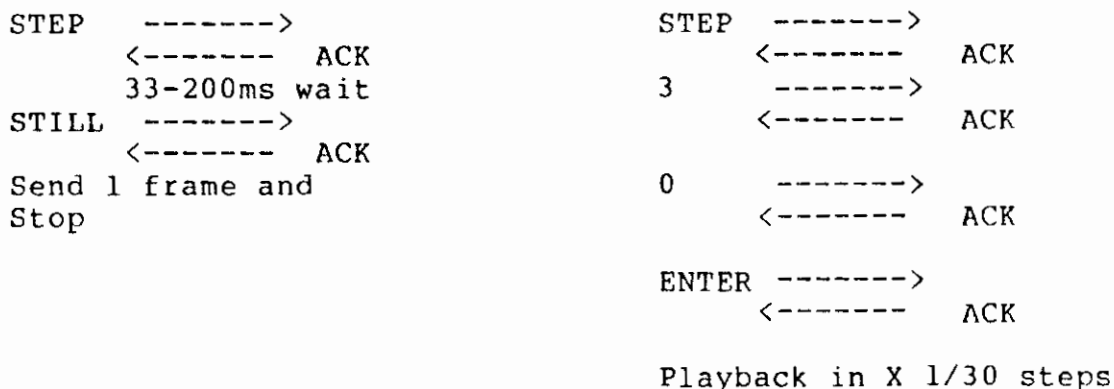 STEP ------->
<------- ACK
33-200ms wait
STILL ------->
<------- ACK
Send 1 frame and
Stop
STEP ------->
<------- ACK
3 ------->
<------- ACK
0 ------->
<------- ACK
ENTER ------->
<------- ACK
Playback in X 1/30 steps